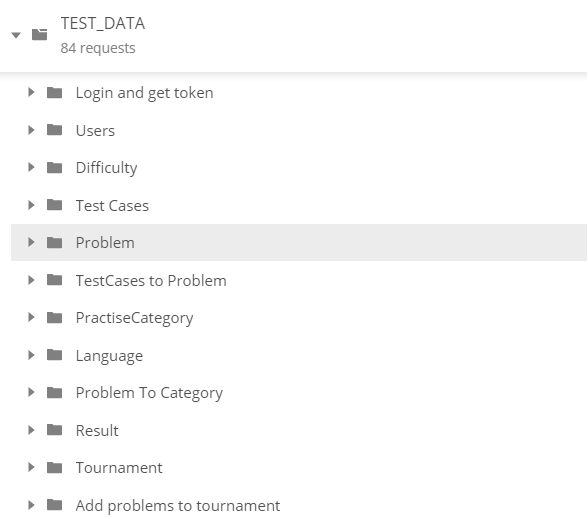 TEST_DATA
84 requests
Login and get token
Users
Difficulty
Test Cases
Problem
TestCases to Problem
PractiseCategory
Language
Problem To Category
Result
Tournament
Add problems to tournament